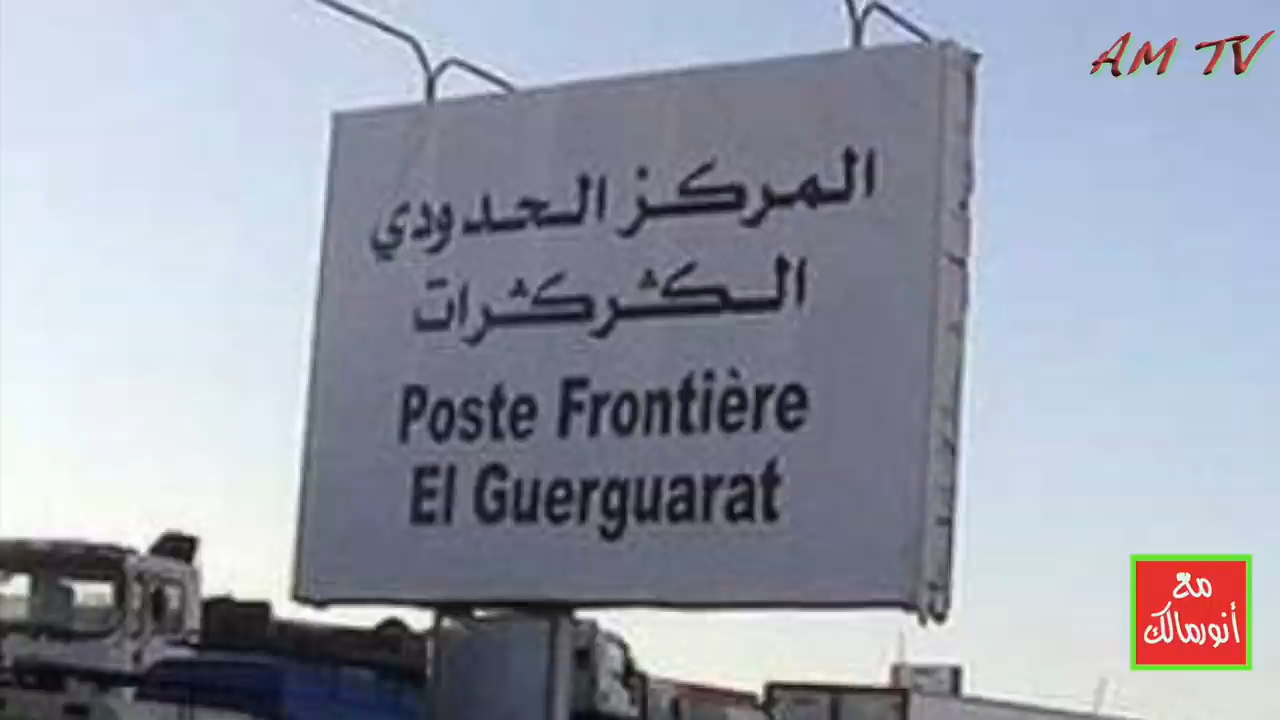 AM TV
المركز الحدودي
الكركرات
Poste Frontière
El Guerguarat
مع
أنورمالك